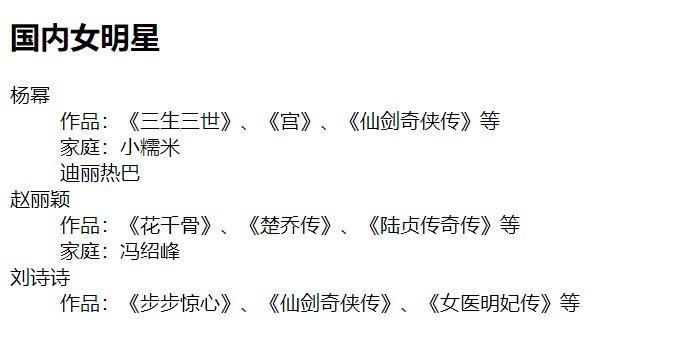 国内女明星
杨幂
作品：《三生三世》、《宫》、《仙剑奇侠传》等
家庭：小糯米
迪丽热巴
赵丽颖
作品：《花千骨》、《楚乔传》、《陆贞传奇传》等
家庭：冯绍峰
刘诗诗
作品：《步步惊心》、《仙剑奇侠传》、《女医明妃传》等